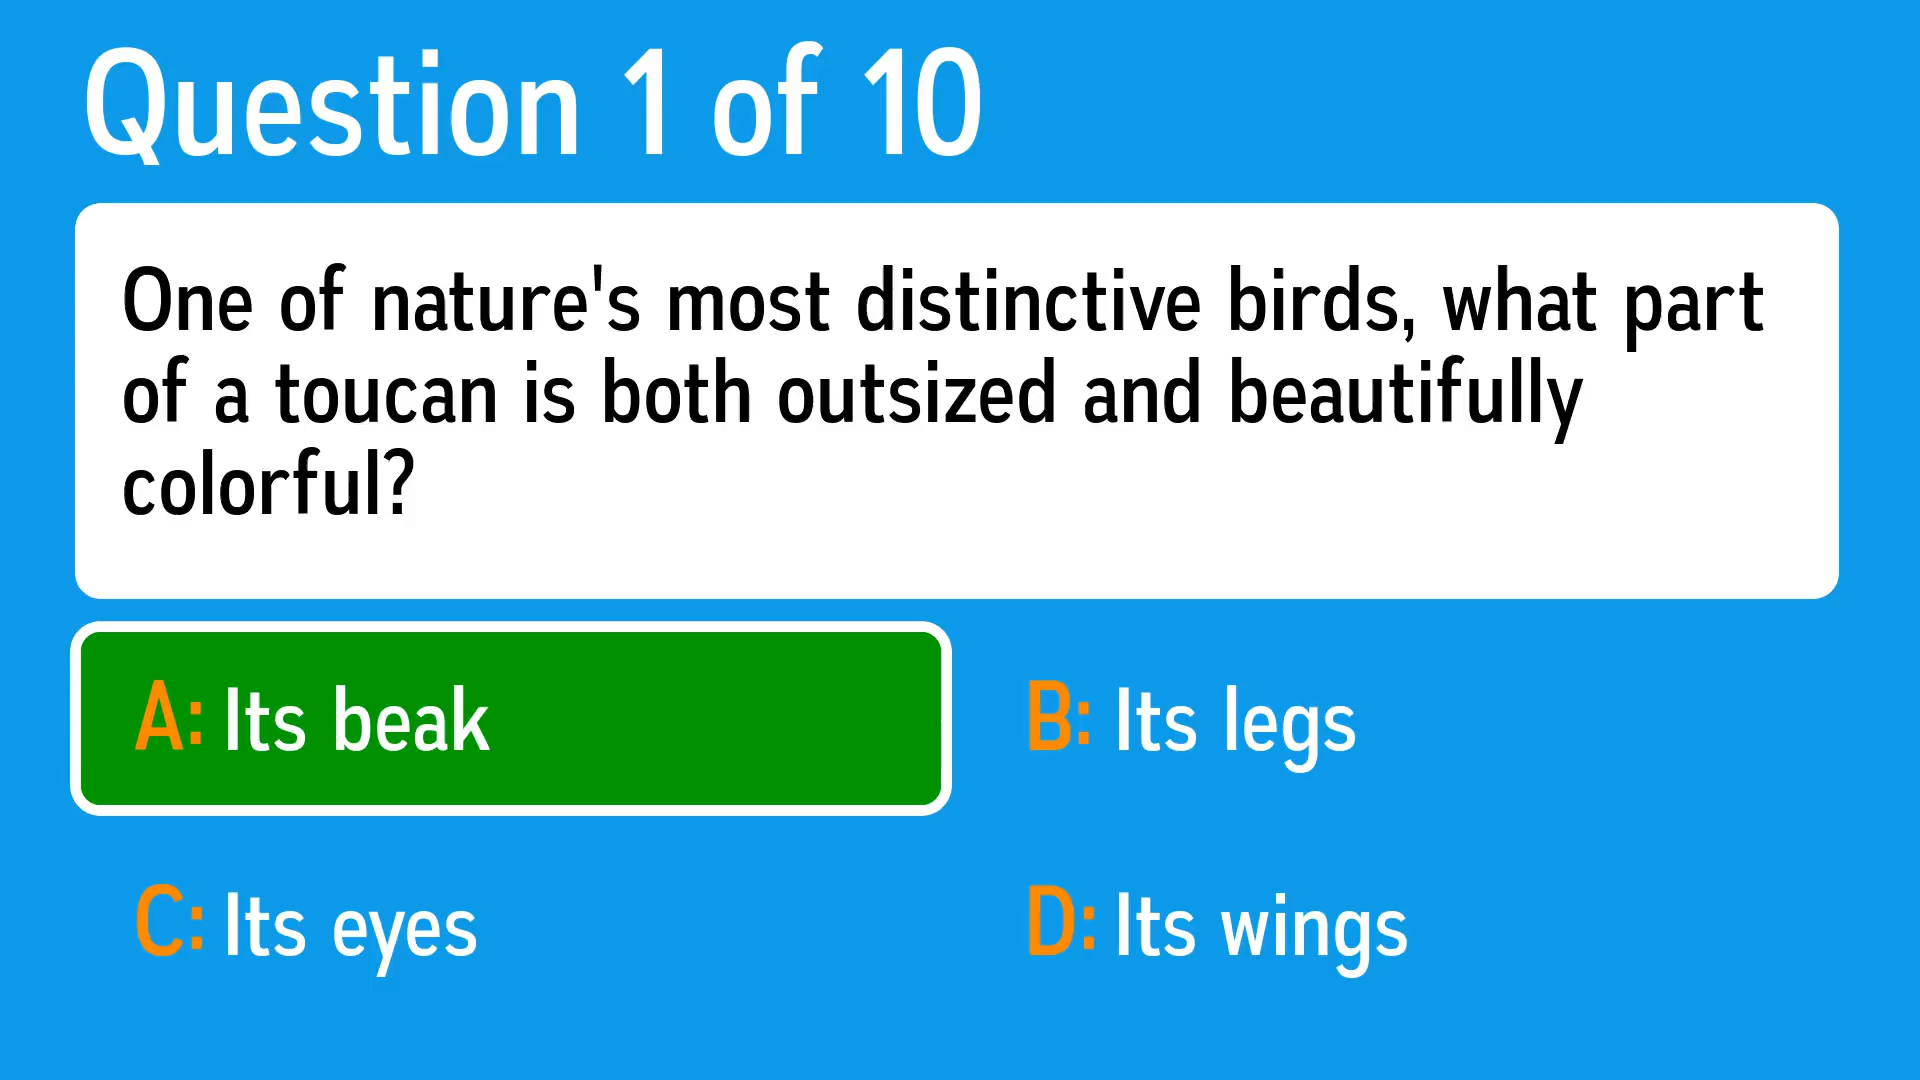 Question 1 of 10
One of nature's most distinctive birds, what part
of a toucan is both outsized and beautifully
colorful?
A: Its beak
B: Its legs
C: Its eyes
D: Its wings